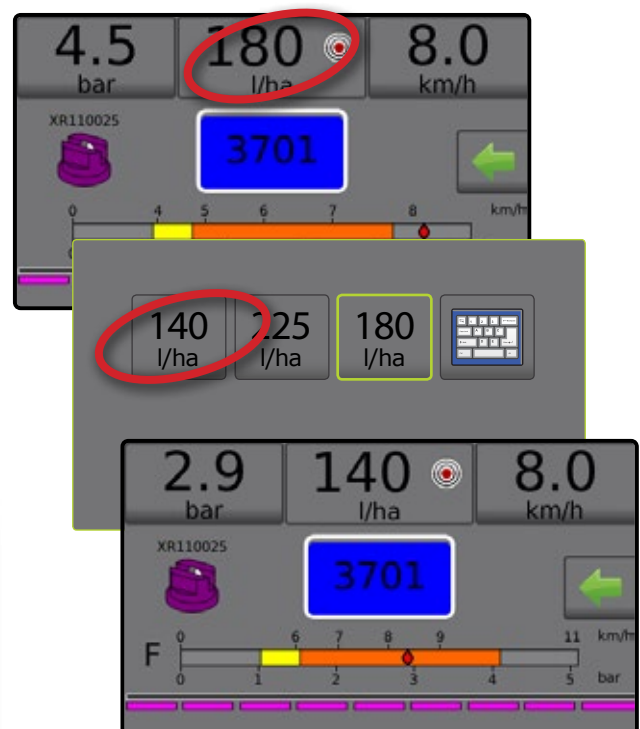 4.5 180 8.0
bar l/ha km/h
XR110025
3701
0 4 5 6 7 8 km/h
140 225 180
l/ha l/ha l/ha
2.9 140 8.0
bar l/ha km/h
XR110025
3701
0 6 7 8 9 11 km/h
F
0 1 2 3 4 5 bar